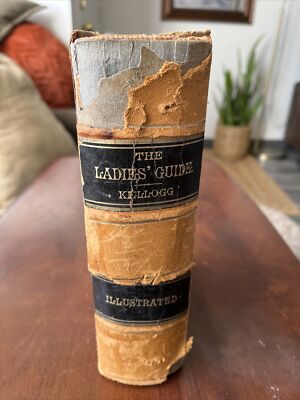 THE
LADIES' GUIDE
KELLOGG
ILLUSTRATED